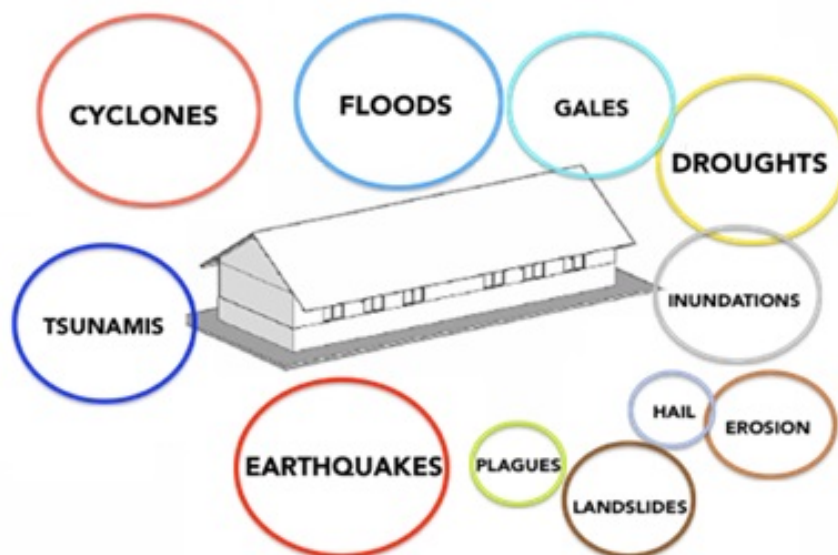 CYCLONES
FLOODS
GALES
DROUGHTS
TSUNAMIS
INUNDATIONS
HAIL
EROSION
EARTHQUAKES
PLAGUES
LANDSLIDES